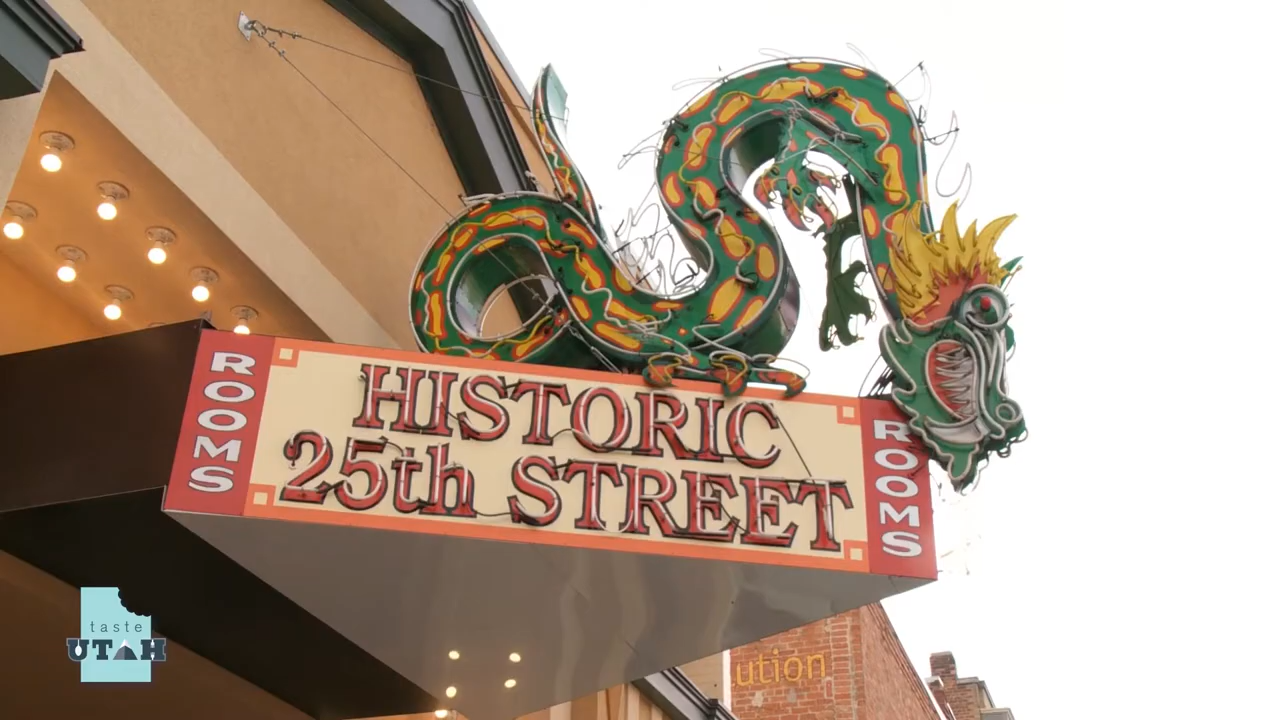 ROOMS
HISTORIC
25th STREET
ROOMS
ution
taste
UTAH